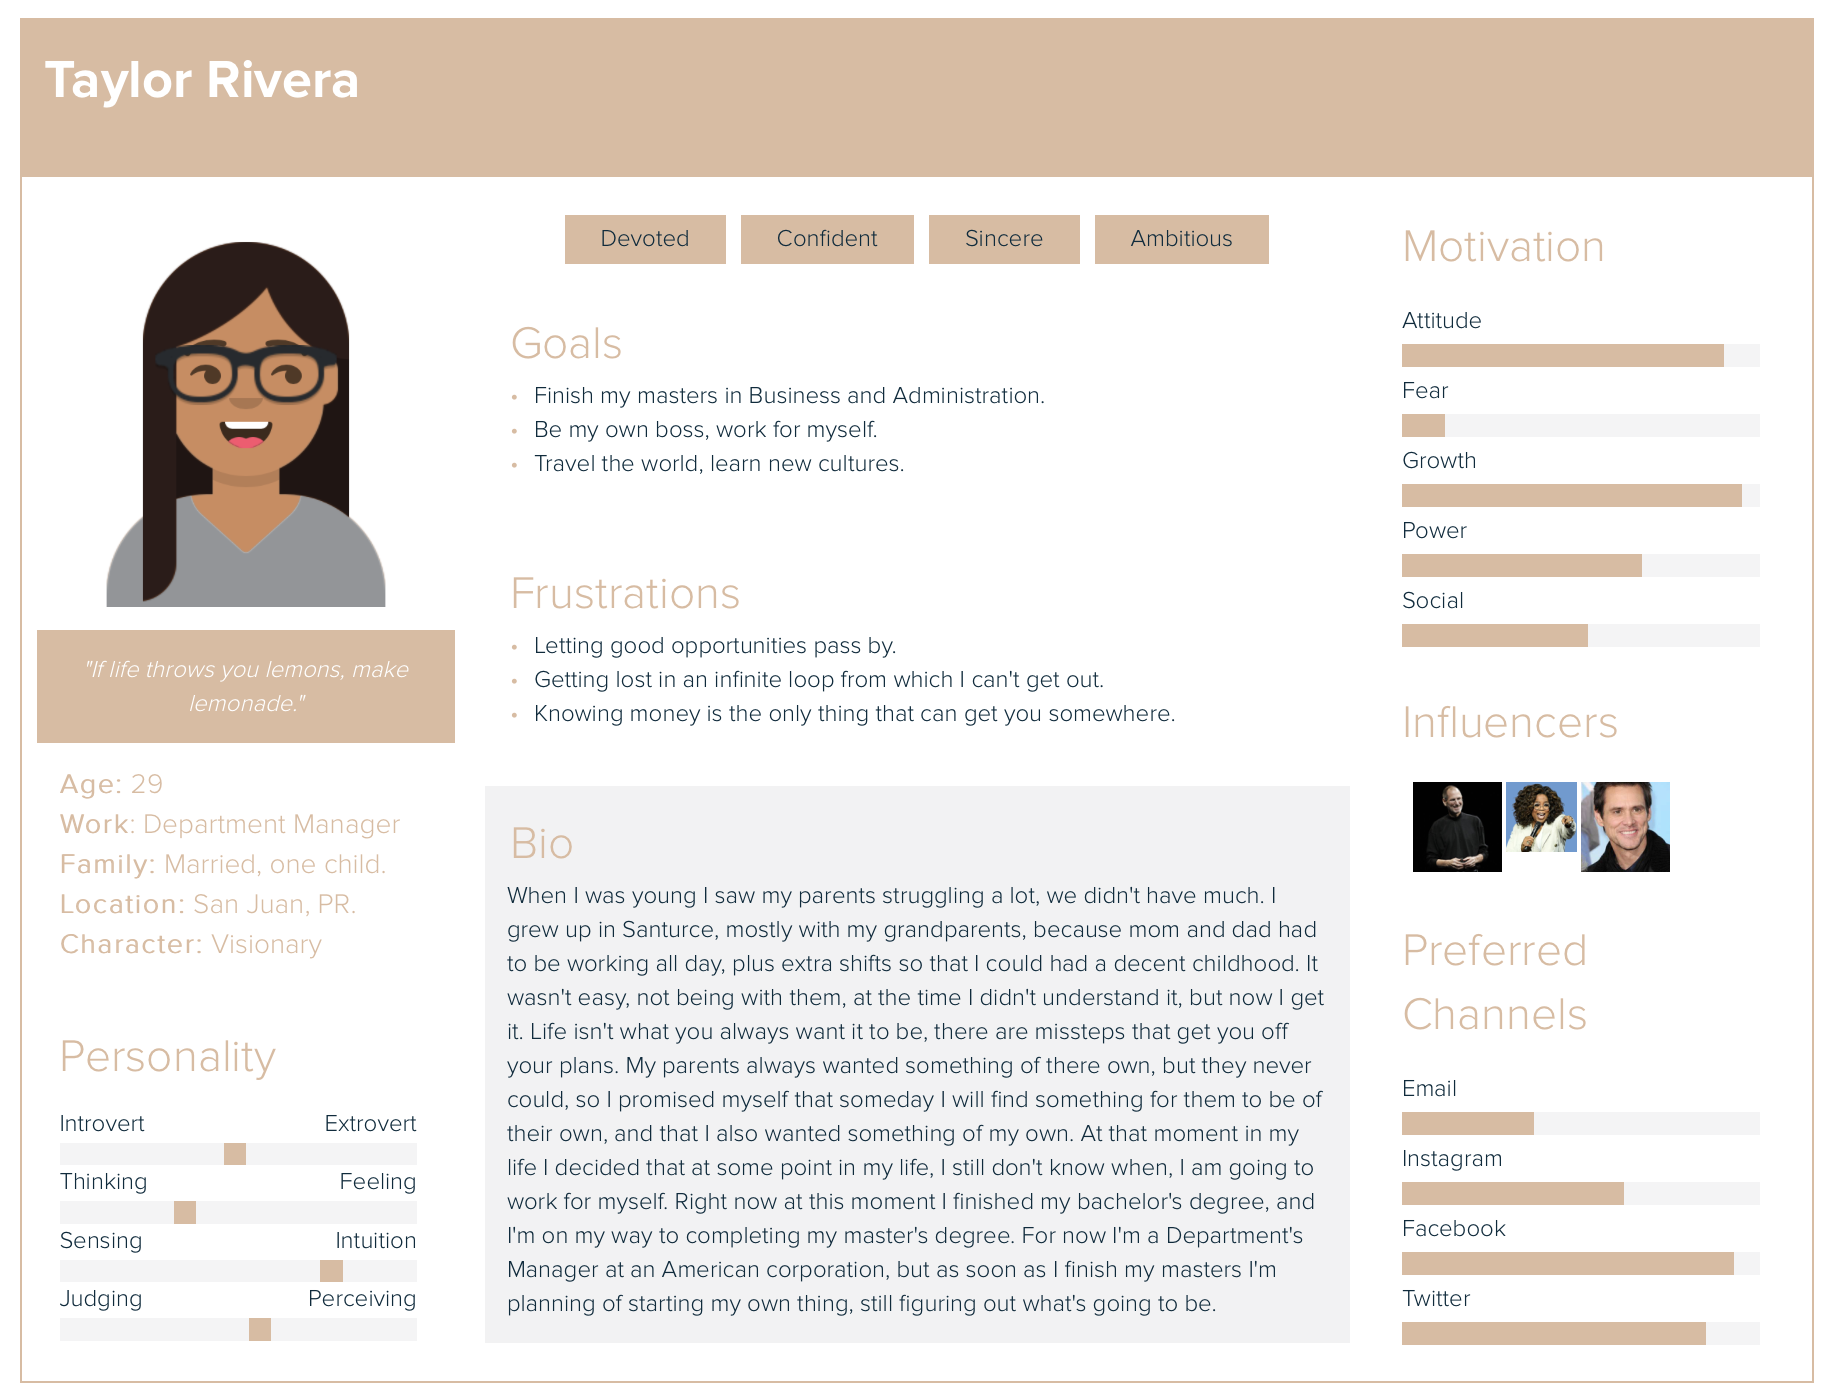 Taylor Rivera
Devoted
Confident
Sincere
Ambitious
"If life throws you lemons, make
lemonade."
Age: 29
Work: Department Manager
Family: Married, one child.
Location: San Juan, PR.
Character: Visionary
Personality
Introvert Extrovert
Thinking Feeling
Sensing Intuition
Judging Perceiving
Goals
• Finish my masters in Business and Administration.
• Be my own boss, work for myself.
• Travel the world, learn new cultures.
Frustrations
• Letting good opportunities pass by.
• Getting lost in an infinite loop from which I can't get out.
• Knowing money is the only thing that can get you somewhere.
Bio
When I was young I saw my parents struggling a lot, we didn't have much. I
grew up in Santurce, mostly with my grandparents, because mom and dad had
to be working all day, plus extra shifts so that I could had a decent childhood. It
wasn't easy, not being with them, at the time I didn't understand it, but now I get
it. Life isn't what you always want it to be, there are missteps that get you off
your plans. My parents always wanted something of there own, but they never
could, so I promised myself that someday I will find something for them to be of
their own, and that I also wanted something of my own. At that moment in my
life I decided that at some point in my life, I still don't know when, I am going to
work for myself. Right now at this moment I finished my bachelor's degree, and
I'm on my way to completing my master's degree. For now I'm a Department's
Manager at an American corporation, but as soon as I finish my masters I'm
planning of starting my own thing, still figuring out what's going to be.
Motivation
Attitude
Fear
Growth
Power
Social
Influencers
Preferred
Channels
Email
Instagram
Facebook
Twitter